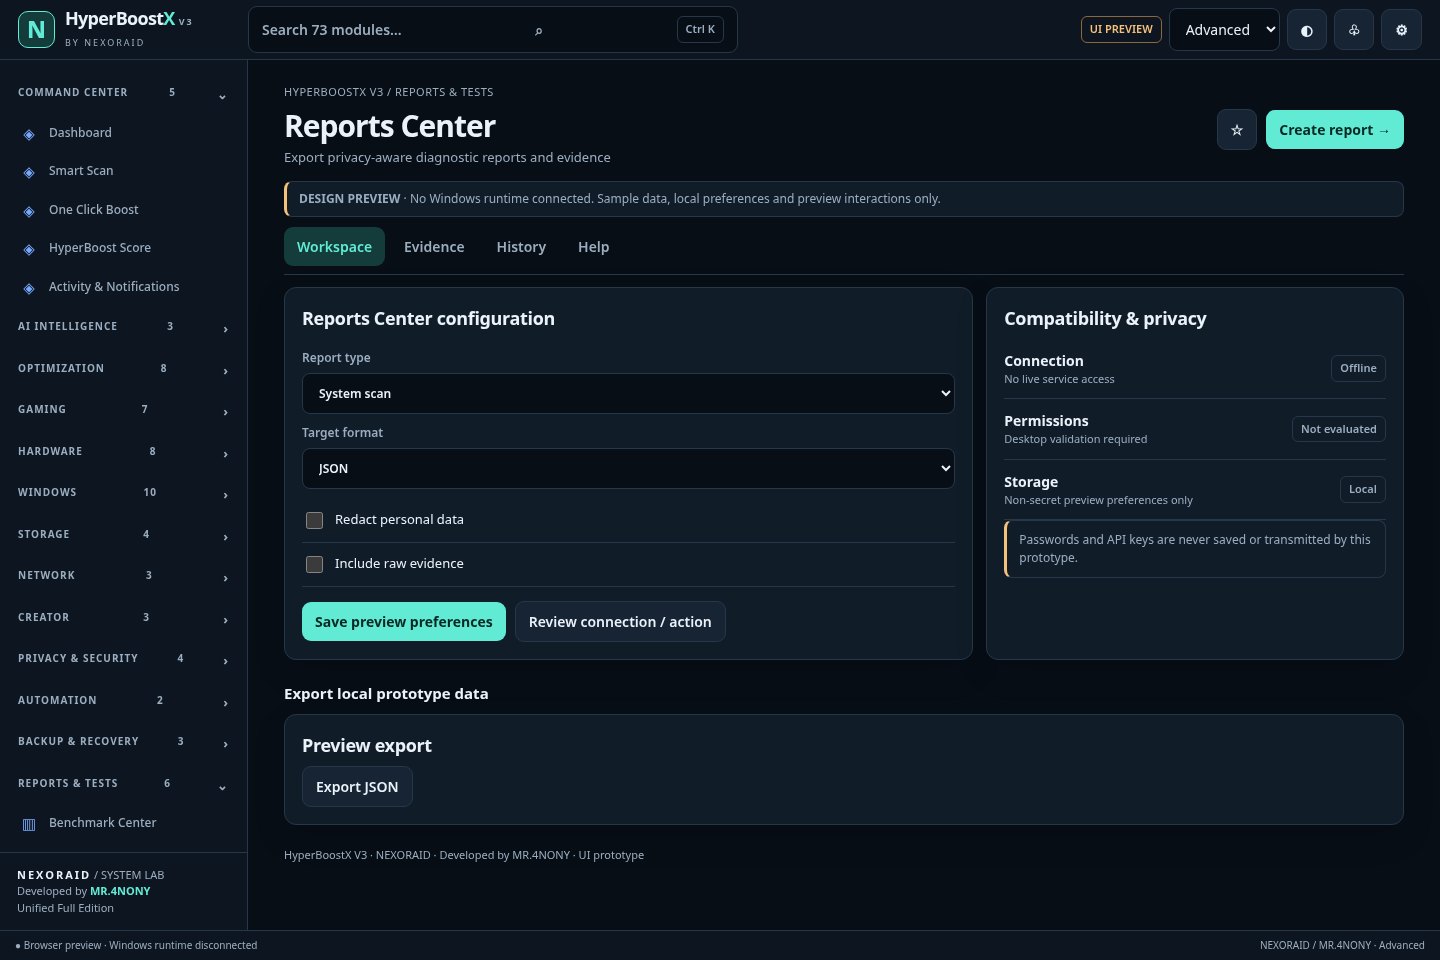 N HyperBoostX V3
BY NEXORAID
Search 73 modules...
Ctrl K
UI PREVIEW
Advanced
COMMAND CENTER 5
Dashboard
Smart Scan
One Click Boost
HyperBoost Score
Activity & Notifications
AI INTELLIGENCE 3
OPTIMIZATION 8
GAMING 7
HARDWARE 8
WINDOWS 10
STORAGE 4
NETWORK 3
CREATOR 3
PRIVACY & SECURITY 4
AUTOMATION 2
BACKUP & RECOVERY 3
REPORTS & TESTS 6
Benchmark Center
NEXORAID / SYSTEM LAB
Developed by MR.4NONY
Unified Full Edition
HYPERBOOSTX V3 / REPORTS & TESTS
Reports Center
Export privacy-aware diagnostic reports and evidence
Create report →
DESIGN PREVIEW · No Windows runtime connected. Sample data, local preferences and preview interactions only.
Workspace Evidence History Help
Reports Center configuration
Report type
System scan
Target format
JSON
Redact personal data
Include raw evidence
Save preview preferences
Review connection / action
Compatibility & privacy
Connection
No live service access
Offline
Permissions
Desktop validation required
Not evaluated
Storage
Non-secret preview preferences only
Local
Passwords and API keys are never saved or transmitted by this
prototype.
Export local prototype data
Preview export
Export JSON
HyperBoostX V3 · NEXORAID · Developed by MR.4NONY · UI prototype
● Browser preview · Windows runtime disconnected
NEXORAID / MR.4NONY · Advanced